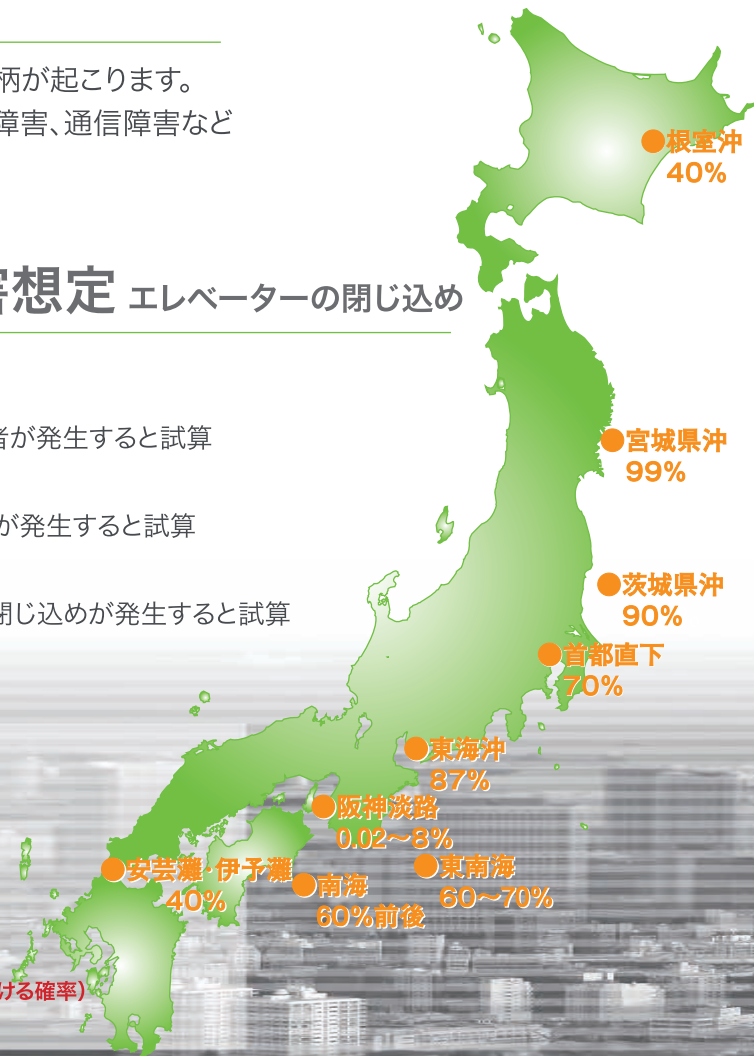 柄が起こります。
障害、通信障害など
害想定 エレベーターの閉じ込め
者が発生すると試算
が発生すると試算
閉じ込めが発生すると試算
根室沖
40%
宮城県沖
99%
茨城県沖
90%
首都直下
70%
東海沖
87%
阪神淡路
0.02〜8%
東南海
60〜70%
安芸灘・伊予灘
40%
南海
60%前後
ける確率)